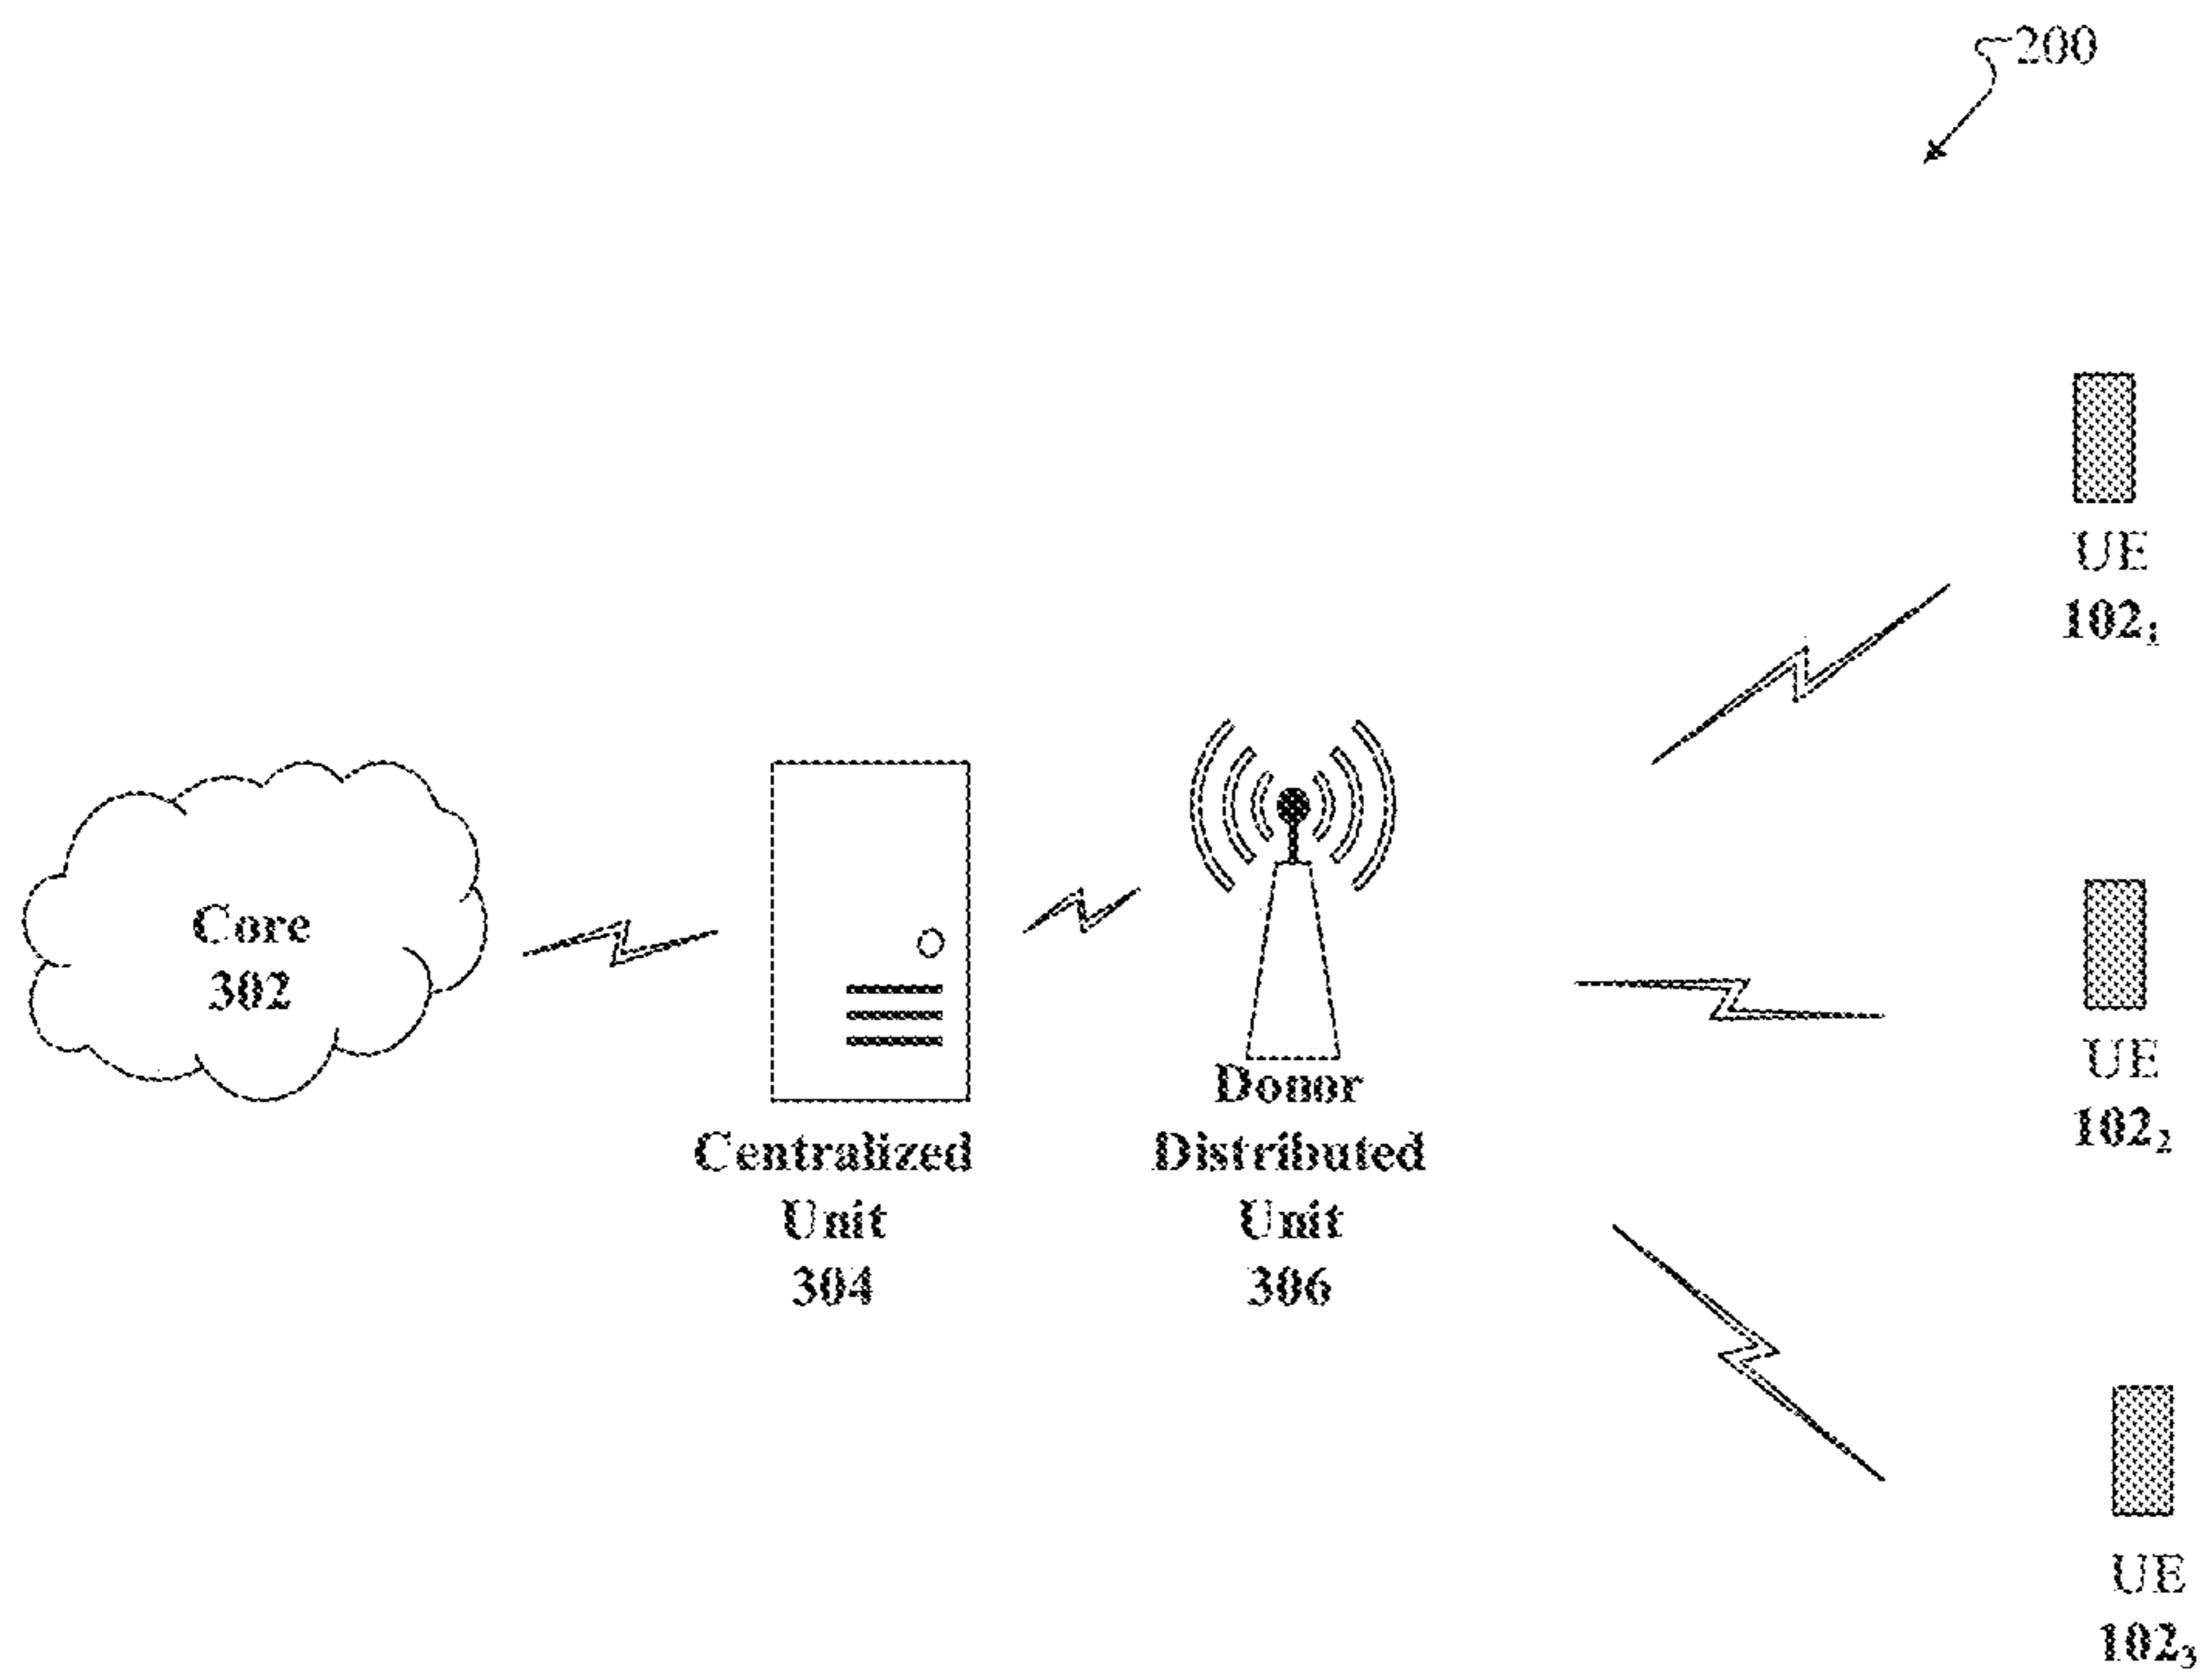 200
UE
102₁
Core
302
Centralized
Unit
304
Donor
Distributed
Unit
306
UE
102₂
UE
102₃